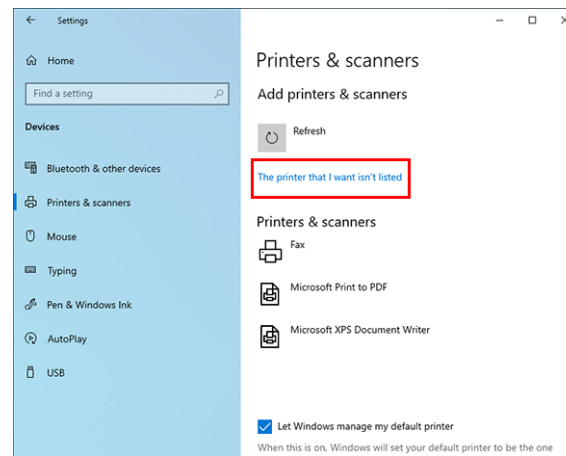 Settings
Home
Find a setting
Devices
Bluetooth & other devices
Printers & scanners
Mouse
Typing
Pen & Windows Ink
AutoPlay
USB
Printers & scanners
Add printers & scanners
Refresh
The printer that I want isn't listed
Printers & scanners
Fax
Microsoft Print to PDF
Microsoft XPS Document Writer
Let Windows manage my default printer
When this is on, Windows will set your default printer to be the one